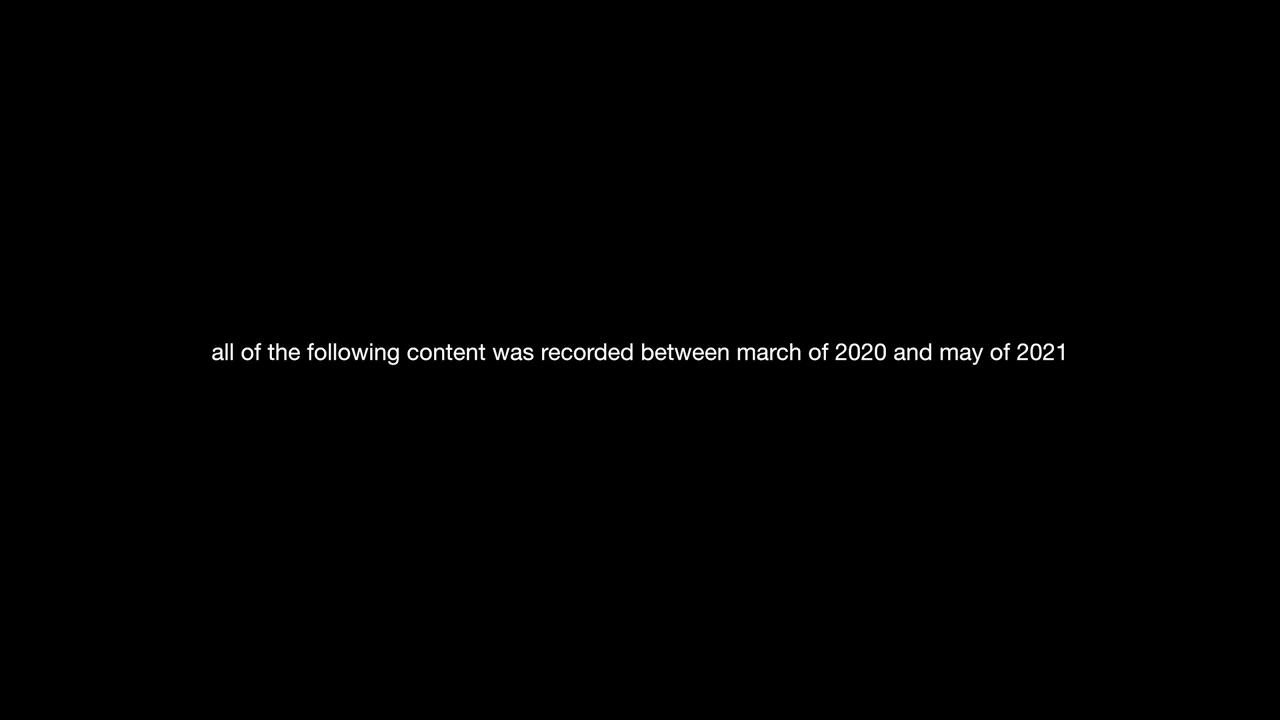 all of the following content was recorded between march of 2020 and may of 2021